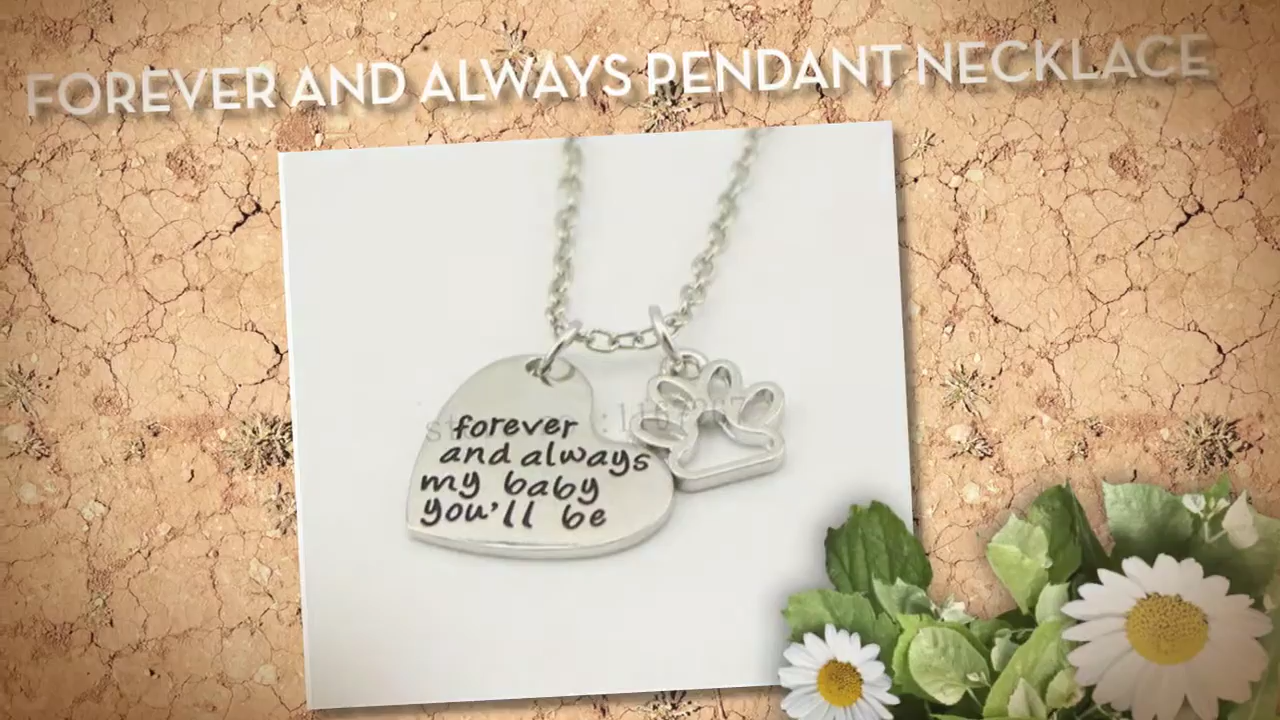 FOREVER AND ALWAYS PENDANT NECKLACE
forever
and always
my baby
you'll be